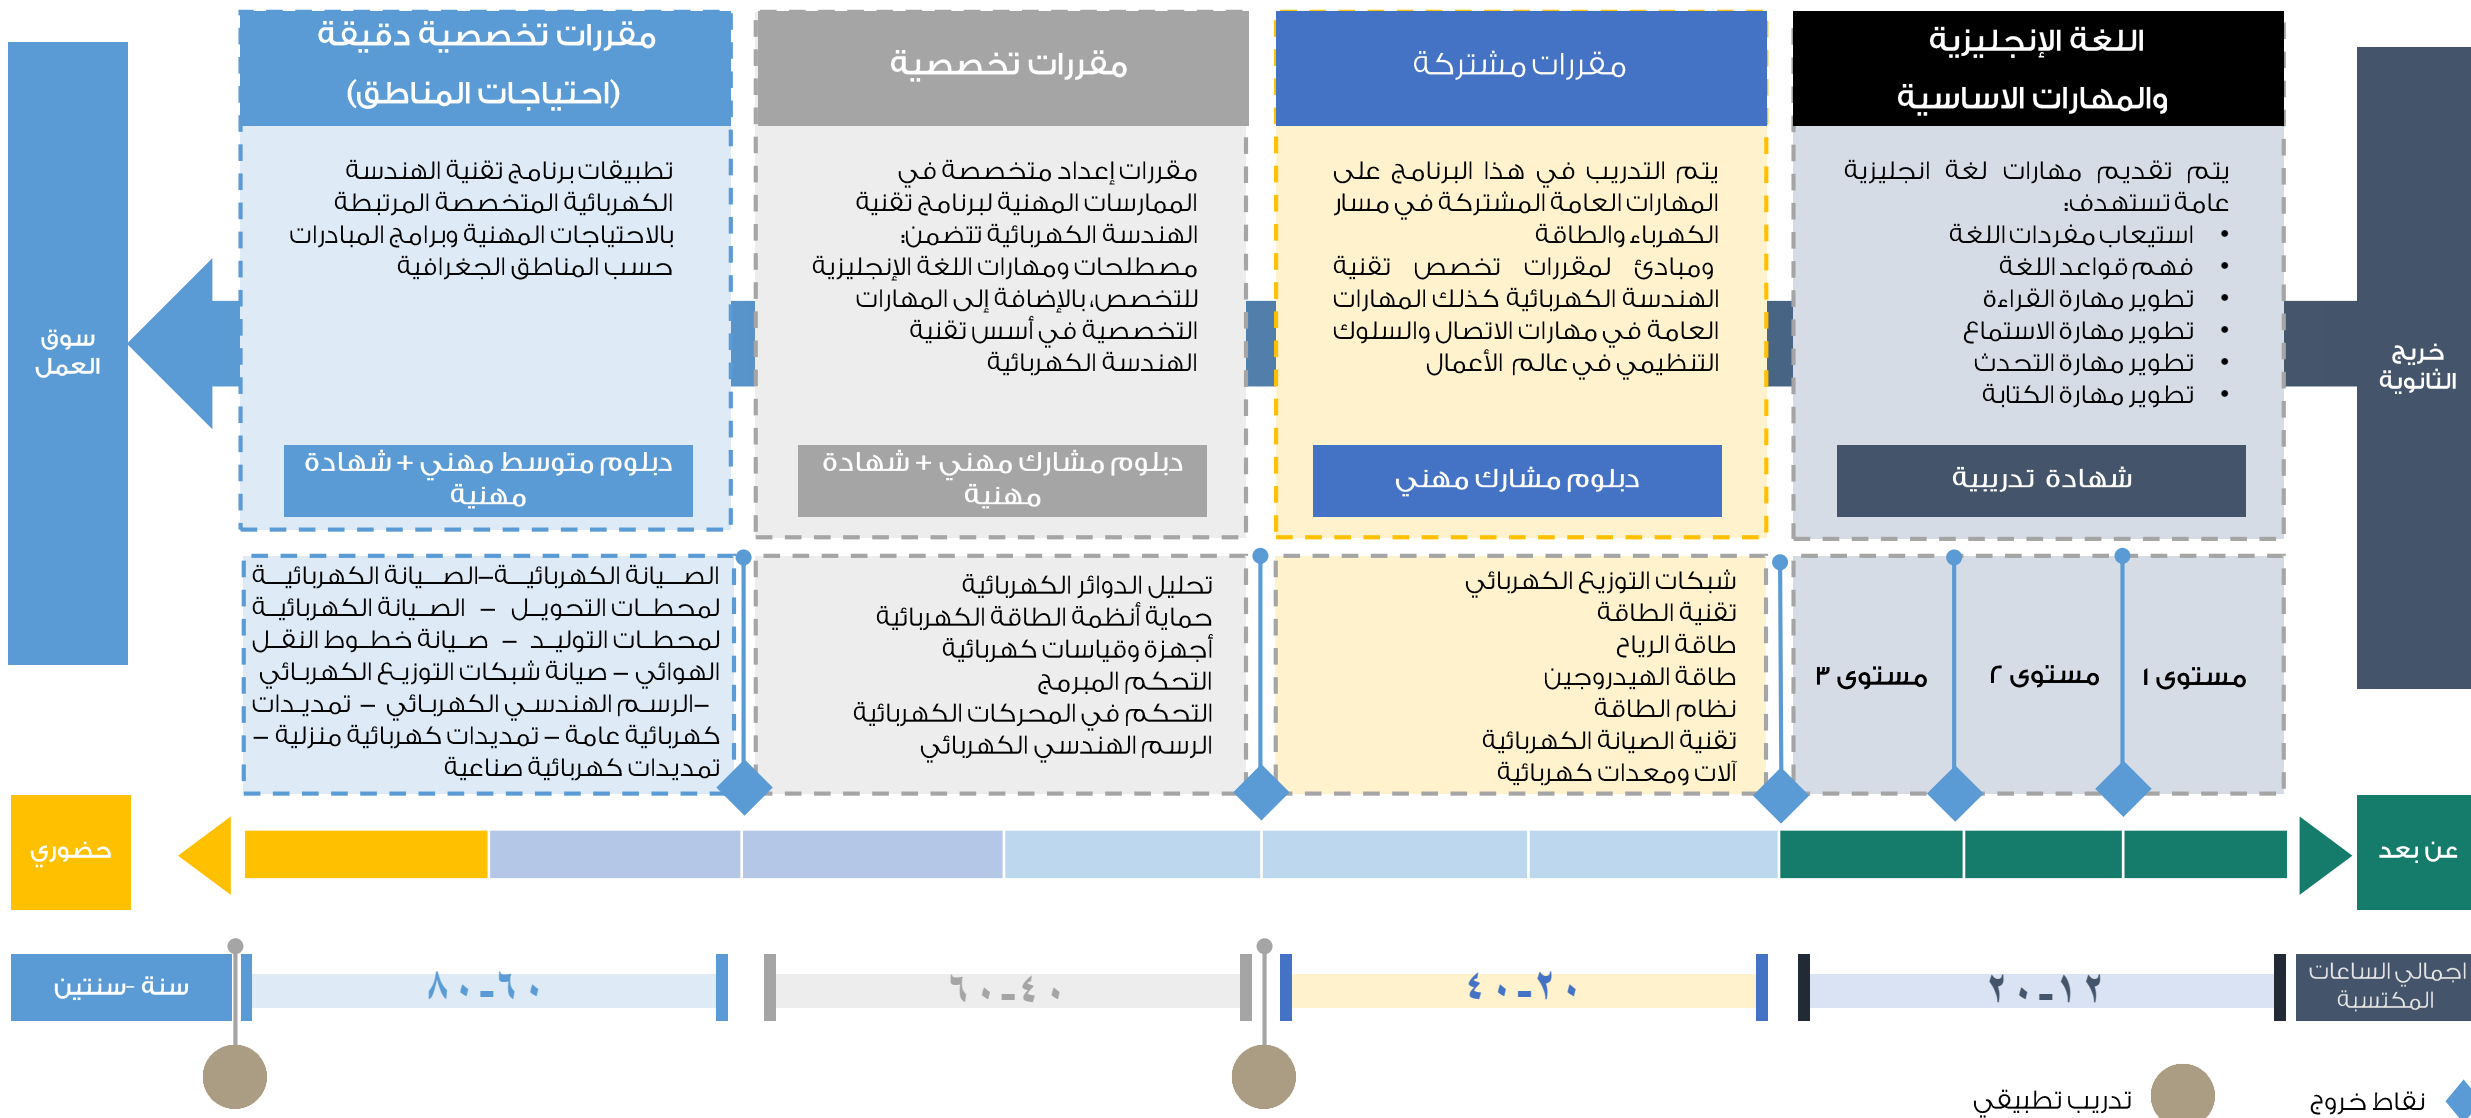 خريج
الثانوية
اللغة الإنجليزية
والمهارات الاساسية
يتم تقديم مهارات لغة انجليزية
عامة تستهدف:
• استيعاب مفردات اللغة
• فهم قواعد اللغة
• تطوير مهارة القراءة
• تطوير مهارة الاستماع
• تطوير مهارة التحدث
• تطوير مهارة الكتابة
شهادة تدريبية
مقررات مشتركة
يتم التدريب في هذا البرنامج على
المهارات العامة المشتركة في مسار
الكهرباء والطاقة
ومبادئ لمقررات تخصص تقنية
الهندسة الكهربائية كذلك المهارات
العامة في مهارات الاتصال والسلوك
التنظيمي في عالم الأعمال
دبلوم مشارك مهني
مقررات تخصصية
مقررات إعداد متخصصة في
الممارسات المهنية لبرنامج تقنية
الهندسة الكهربائية تتضمن:
مصطلحات ومهارات اللغة الإنجليزية
للتخصص، بالإضافة إلى المهارات
التخصصية في أسس تقنية
الهندسة الكهربائية
دبلوم مشارك مهني + شهادة
مهنية
مقررات تخصصية دقيقة
(احتياجات المناطق)
تطبيقات برنامج تقنية الهندسة
الكهربائية المتخصصة المرتبطة
بالاحتياجات المهنية وبرامج المبادرات
حسب المناطق الجغرافية
دبلوم متوسط مهني + شهادة
مهنية
سوق
العمل
مستوى ١
مستوى ٢
مستوى ٣
شبكات التوزيع الكهربائي
تقنية الطاقة
طاقة الرياح
طاقة الهيدروجين
نظام الطاقة
تقنية الصيانة الكهربائية
آلات ومعدات كهربائية
تحليل الدوائر الكهربائية
حماية أنظمة الطاقة الكهربائية
أجهزة وقياسات كهربائية
التحكم المبرمج
التحكم في المحركات الكهربائية
الرسم الهندسي الكهربائي
الصيانة الكهربائية–الصيانة الكهربائية
لمحطات التحويل – الصيانة الكهربائية
لمحطات التوليد – صيانة خطوط النقل
الهوائي – صيانة شبكات التوزيع الكهربائي
–الرسم الهندسي الكهربائي – تمديدات
كهربائية عامة – تمديدات كهربائية منزلية –
تمديدات كهربائية صناعية
عن بعد
حضوري
اجمالي الساعات
المكتسبة
١٢-٢٠
٢٠-٤٠
٤٠-٦٠
٦٠-٨٠
سنة -سنتين
نقاط خروج
تدريب تطبيقي